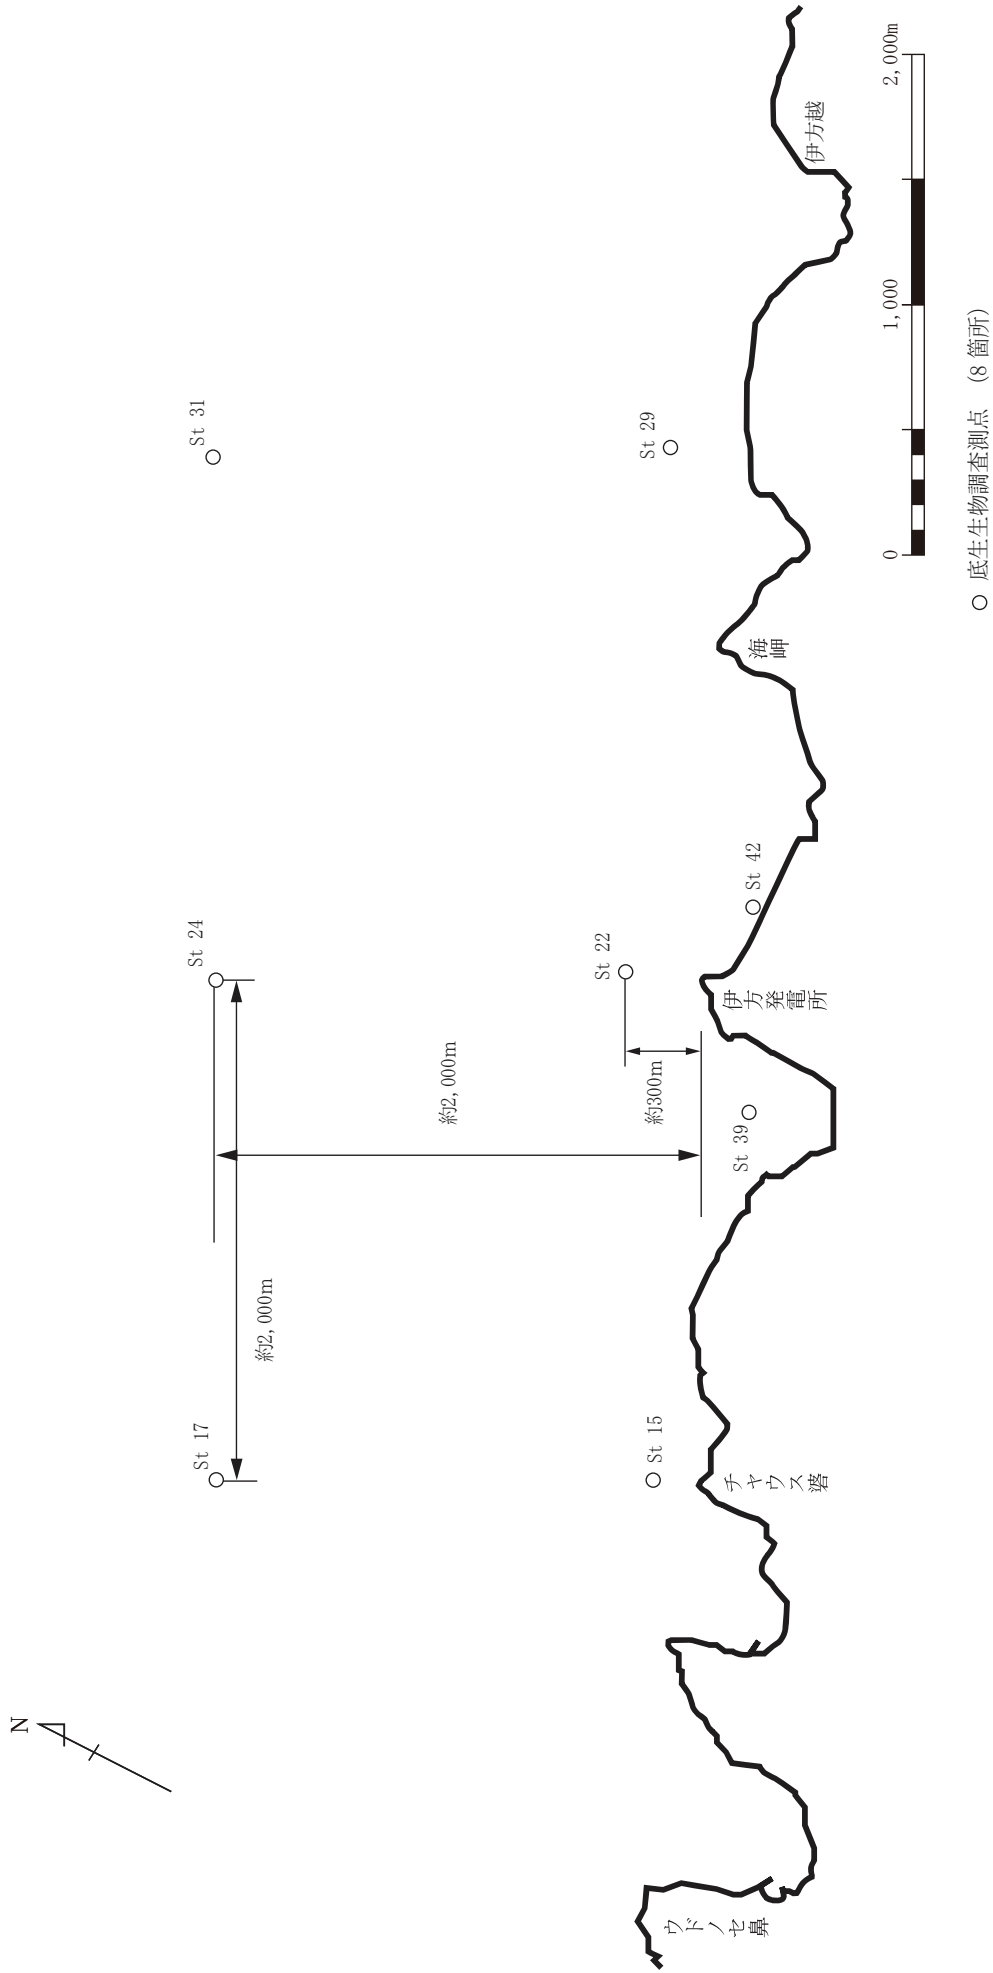 N
St 17
St 24
St 31
約2,000m
約2,000m
St 15
St 22
St 29
約300m
St 39
St 42
ウドノセ鼻
チャウス碆
伊方発電所
海岬
伊方越
0
1,000
2,000m
○ 底生生物調査測点 (8 箇所)